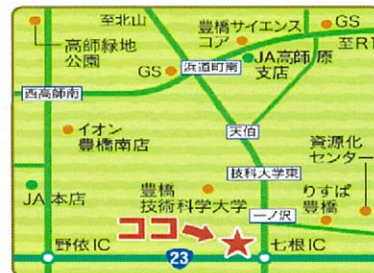 至北山
豊橋サイエンス
コア
GS
至R1
高師緑地
公園
GS
浜道町南
JA高師原
支店
西高師南
イオン
豊橋南店
天伯
資源化
センター
技科大学東
JA本店
豊橋
技術科学大学
りすぱ
豊橋
一ノ沢
ココ
野依IC
23
七根IC